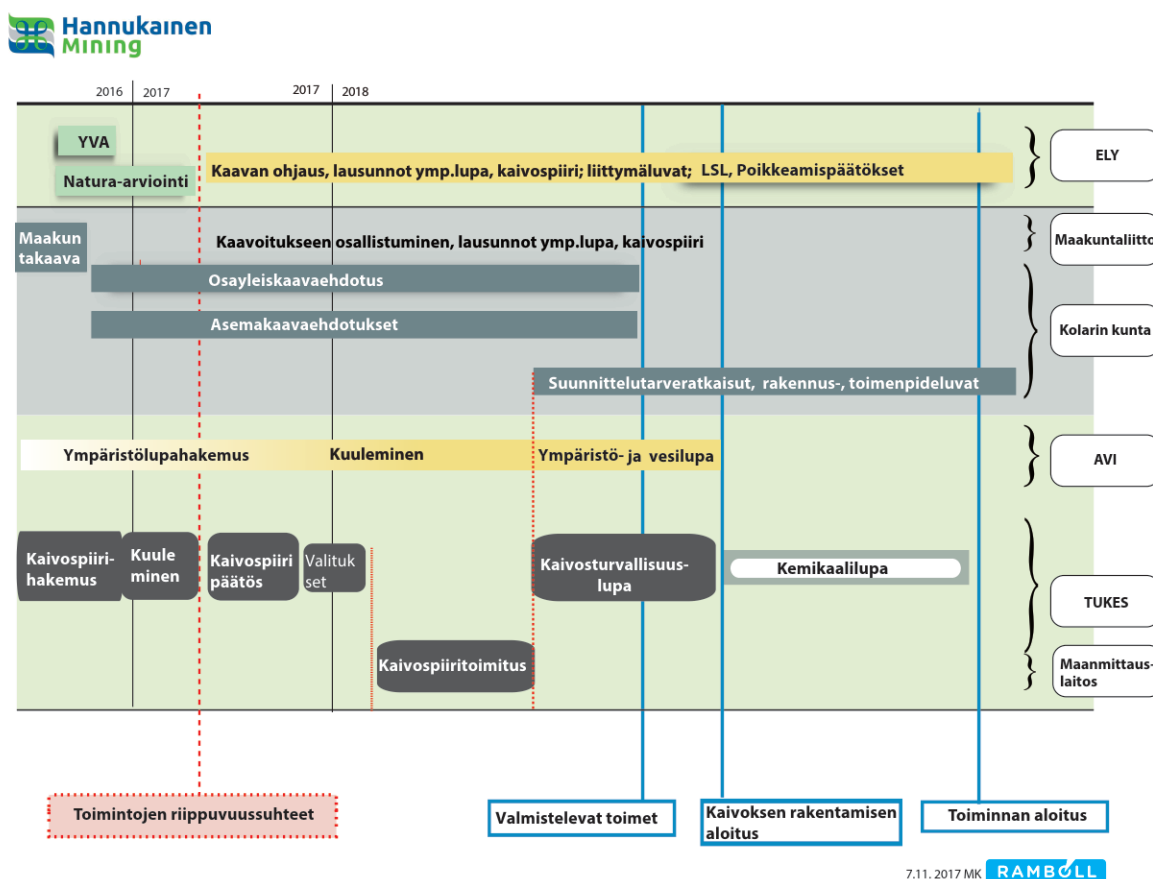 Hannukainen
Mining
2016 2017
2017 2018
YVA
Natura-arviointi
Kaavan ohjaus, lausunnot ymp.lupa, kaivospiiri; liittymäluvat; LSL, Poikkeamispäätökset
ELY
Maakun
takaava
Kaavoitukseen osallistuminen, lausunnot ymp.lupa, kaivospiiri
Maakuntaliitto
Osayleiskaavaehdotus
Asemakaavaehdotukset
Kolarin kunta
Suunnittelutarveratkaisut, rakennus-, toimenpideluvat
Ympäristölupahakemus
Kuuleminen
Ympäristö- ja vesilupa
AVI
Kaivospiiri-
hakemus
Kuule
minen
Kaivospiiri
päätös
Valituk
set
Kaivosturvallisuus-
lupa
Kemikaalilupa
TUKES
Kaivospiiritoimitus
Maanmittaus-
laitos
Toimintojen riippuvuussuhteet
Valmistelevat toimet
Kaivoksen rakentamisen
aloitus
Toiminnan aloitus
7.11. 2017 MK RAMBOLL